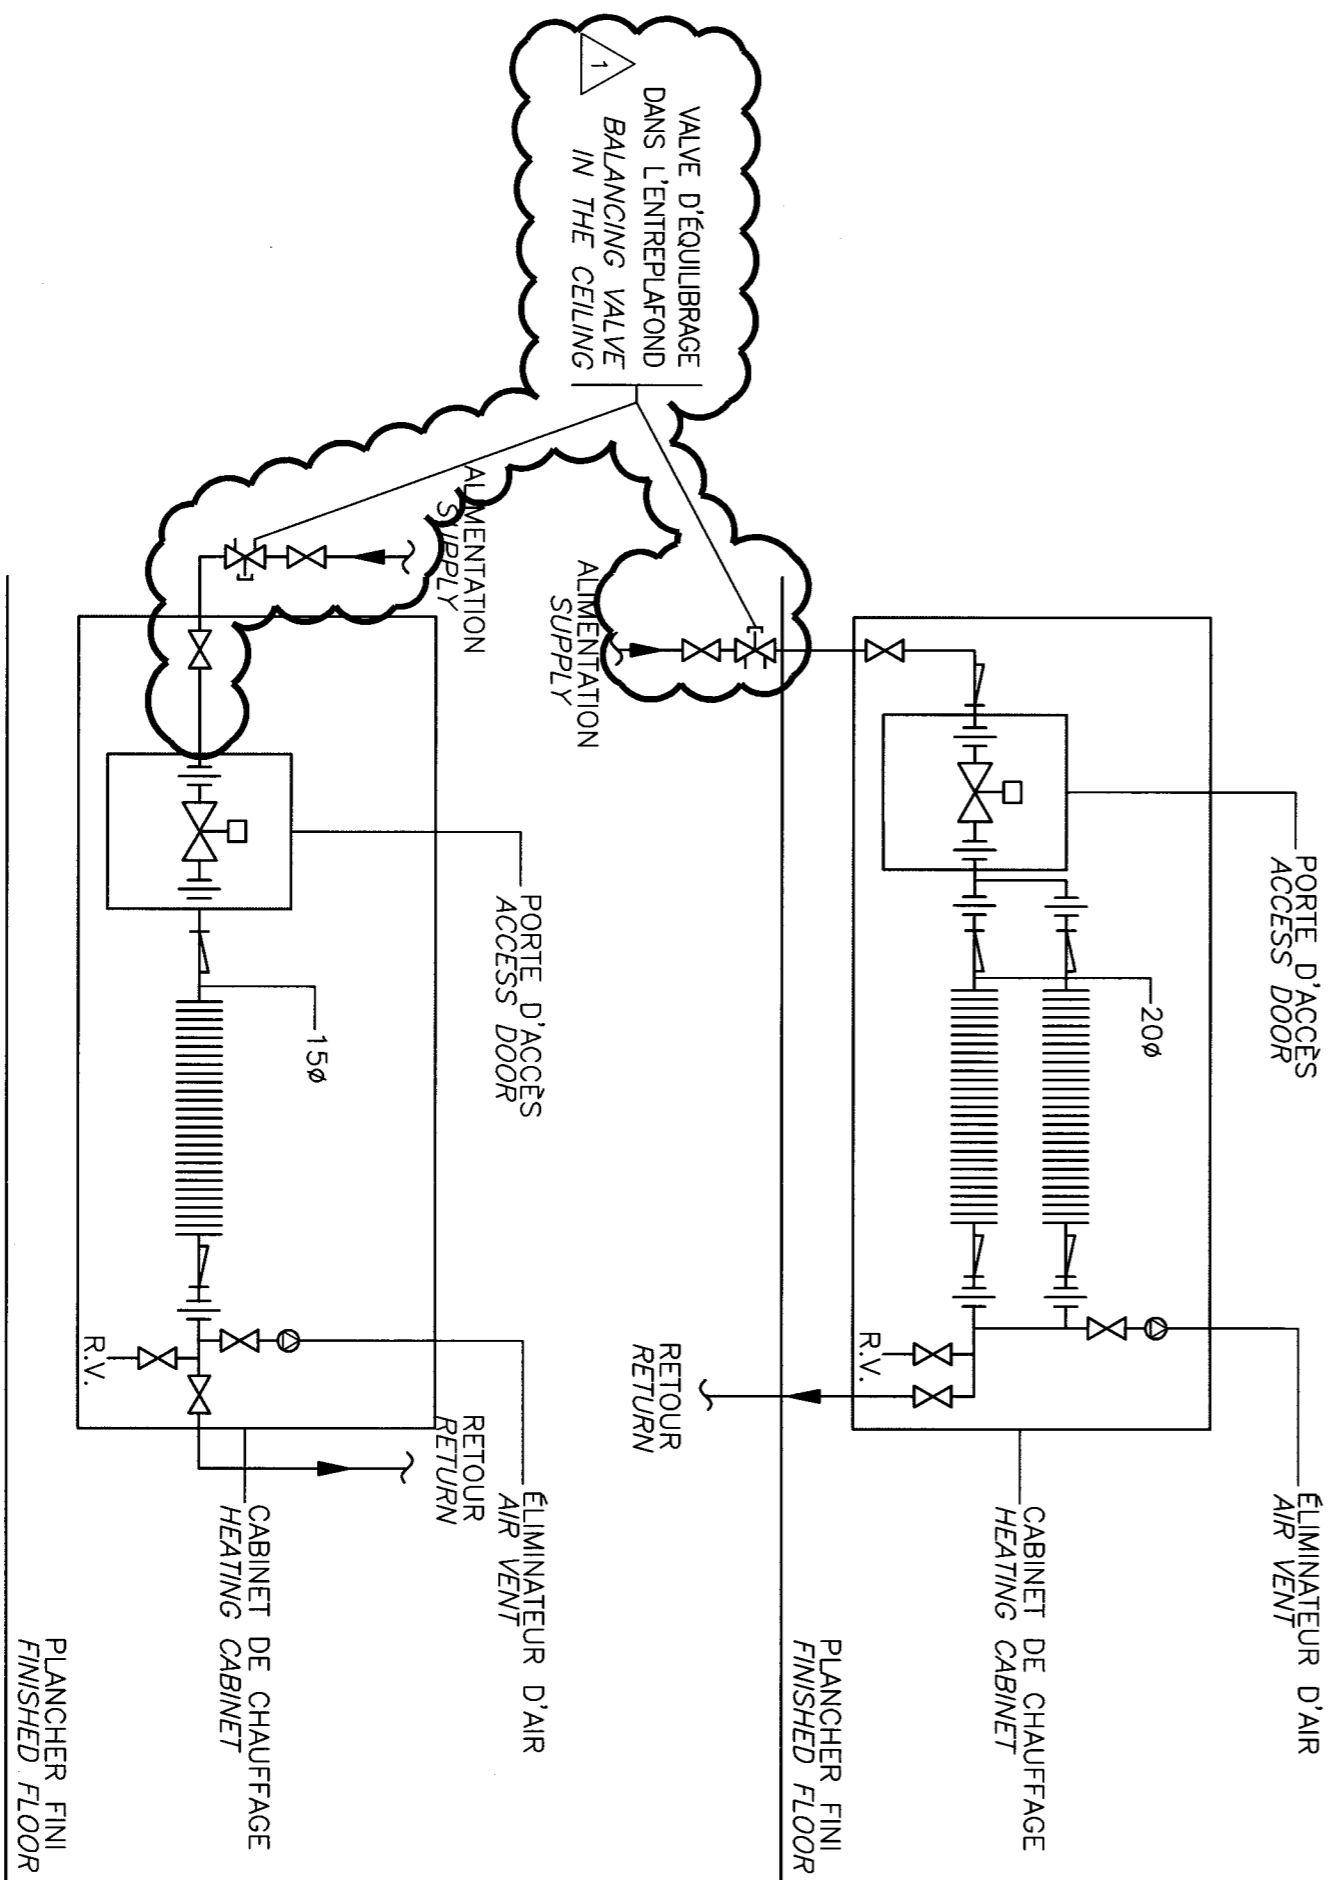 1
VALVE D'ÉQUILIBRAGE
DANS L'ENTREPLAFOND
BALANCING VALVE
IN THE CEILING
PORTE D'ACCÈS
ACCESS DOOR
20ø
ÉLIMINATEUR D'AIR
AIR VENT
CABINET DE CHAUFFAGE
HEATING CABINET
R.V.
ALIMENTATION
SUPPLY
RETOUR
RETURN
PLANCHER FINI
FINISHED FLOOR
ALIMENTATION
SUPPLY
PORTE D'ACCÈS
ACCESS DOOR
15ø
ÉLIMINATEUR D'AIR
AIR VENT
RETOUR
RETURN
CABINET DE CHAUFFAGE
HEATING CABINET
R.V.
PLANCHER FINI
FINISHED FLOOR